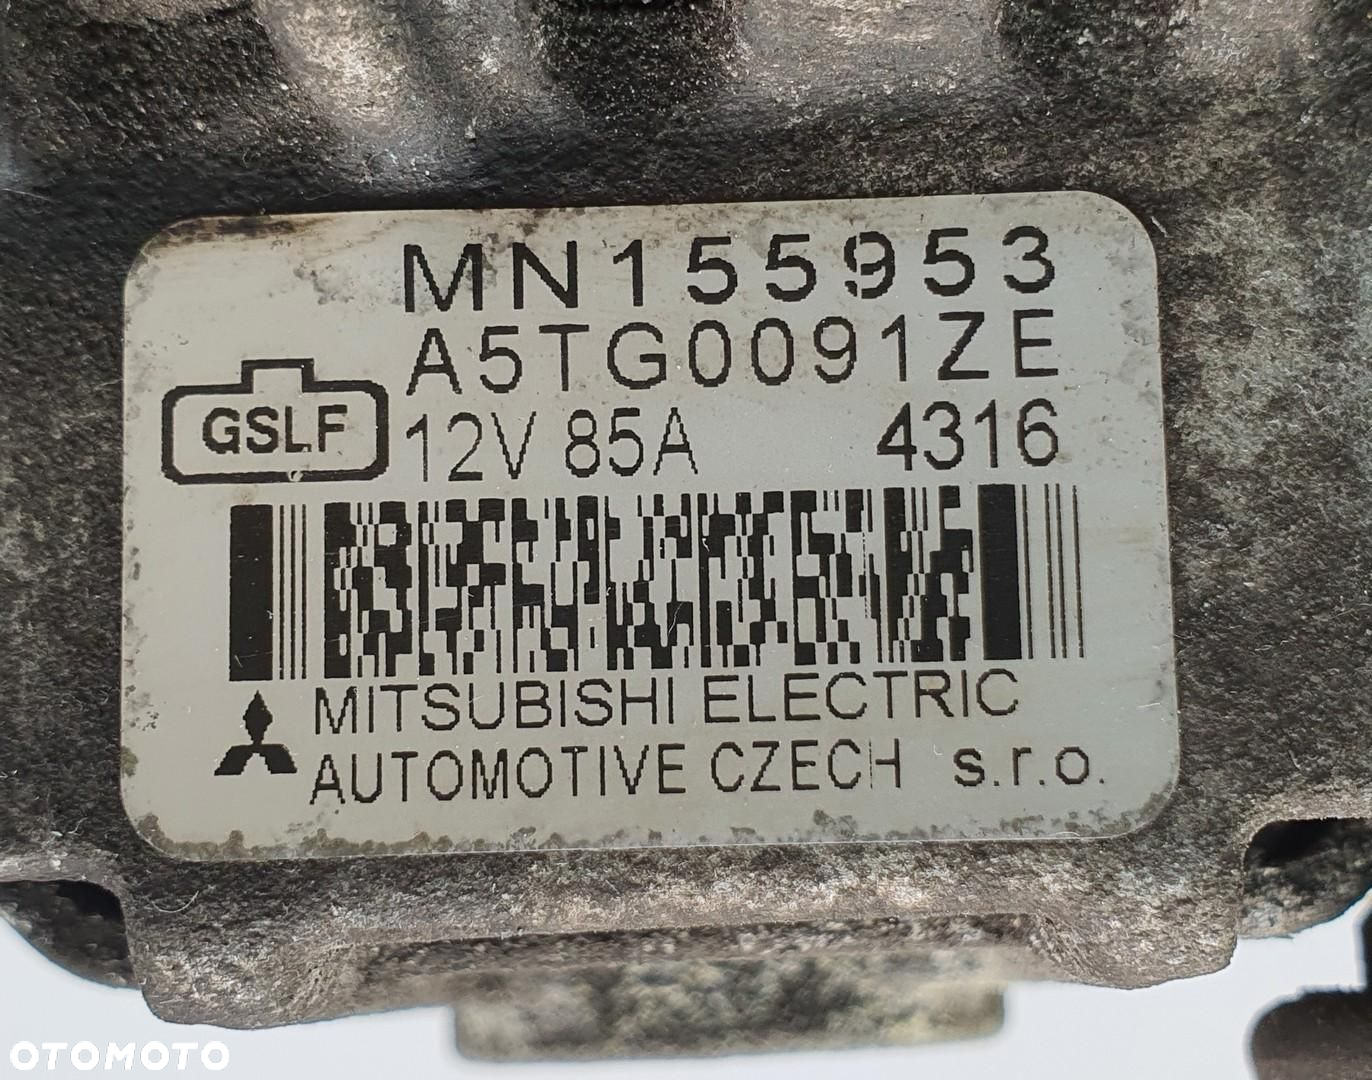 MN155953
A5TG0091ZE
GSLF
12V 85A 4316
MITSUBISHI ELECTRIC
AUTOMOTIVE CZECH s.r.o.
OTOMOTO